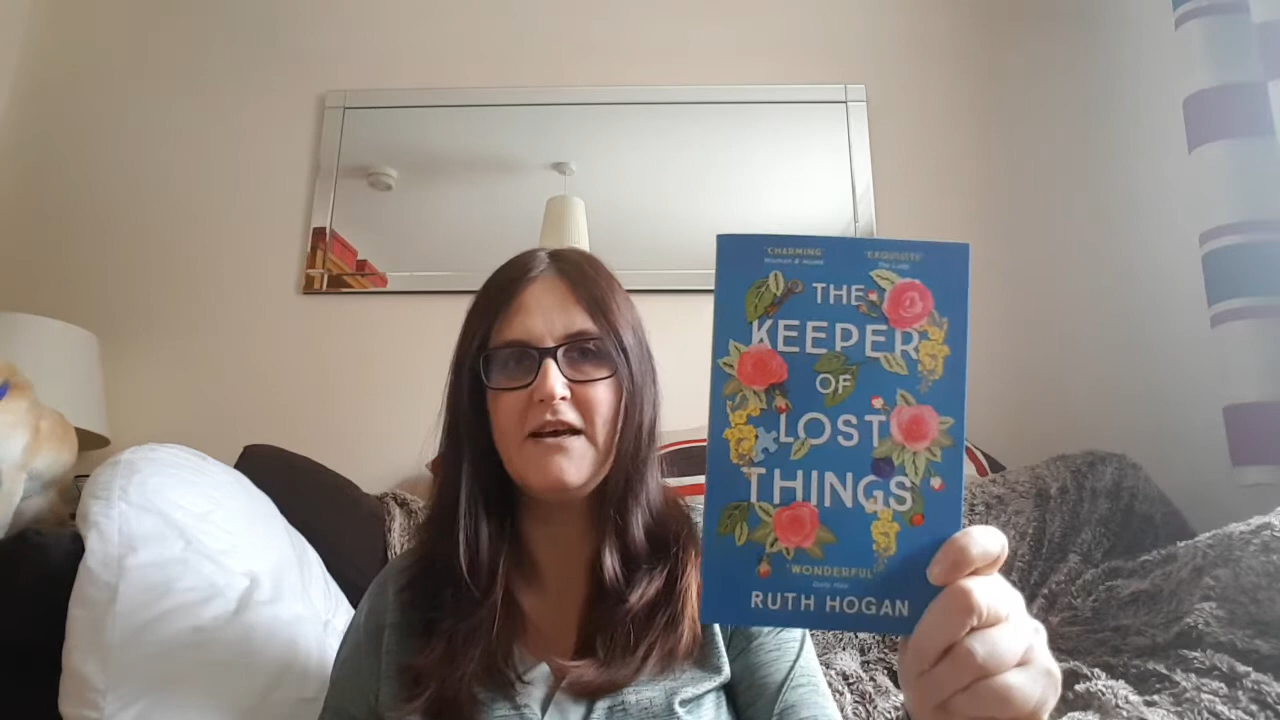 'CHARMING'
Woman & Home
'EXQUISITE'
The Lady
THE
KEEPER
OF
LOST
THINGS
'WONDERFUL'
Daily Mail
RUTH HOGAN